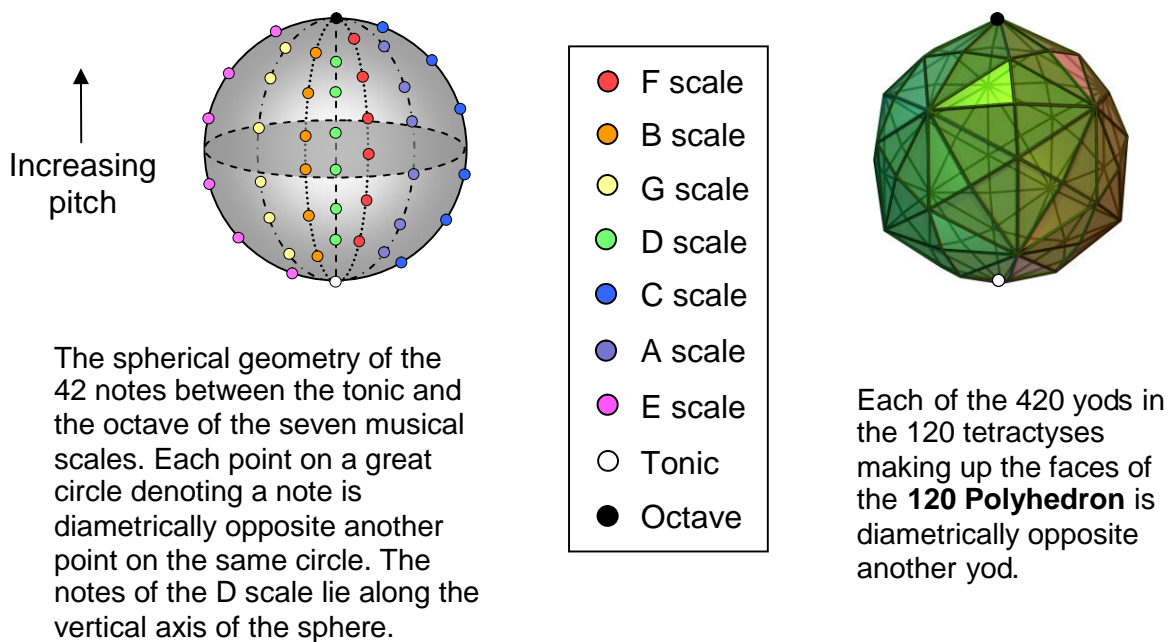 Increasing
pitch
F scale
B scale
G scale
D scale
C scale
A scale
E scale
Tonic
Octave
The spherical geometry of the
42 notes between the tonic and
the octave of the seven musical
scales. Each point on a great
circle denoting a note is
diametrically opposite another
point on the same circle. The
notes of the D scale lie along the
vertical axis of the sphere.
Each of the 420 yods in
the 120 tetractyses
making up the faces of
the 120 Polyhedron is
diametrically opposite
another yod.